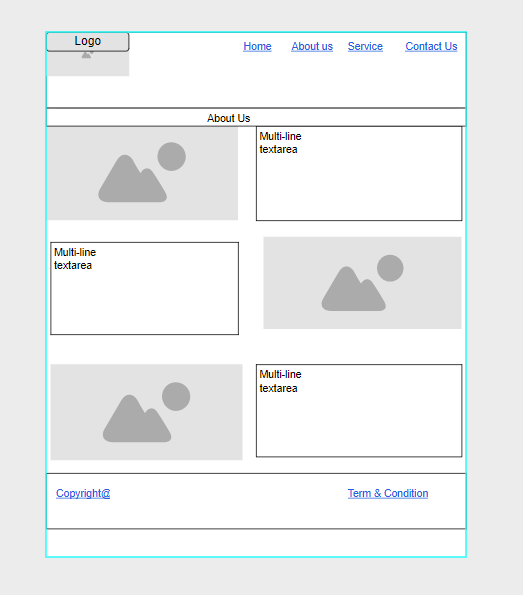 Logo
Home About us Service Contact Us
About Us
Multi-line
textarea
Multi-line
textarea
Multi-line
textarea
Copyright@ Term & Condition